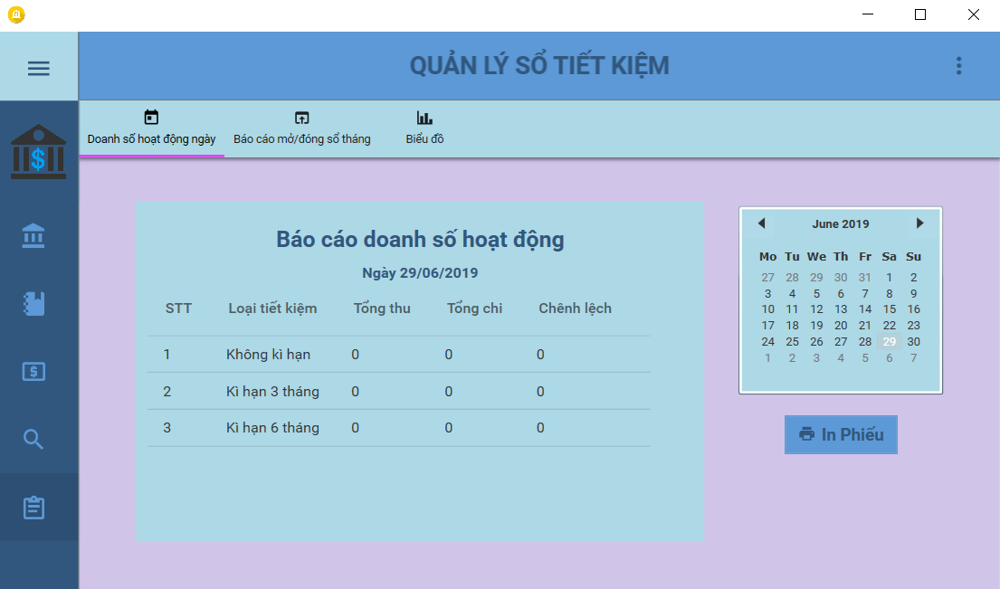 QUẢN LÝ SỔ TIẾT KIỆM
Doanh số hoạt động ngày Báo cáo mở/đóng sổ tháng Biểu đồ
Báo cáo doanh số hoạt động
Ngày 29/06/2019
STT Loại tiết kiệm Tổng thu Tổng chi Chênh lệch
1 Không kì hạn 0 0 0
2 Kì hạn 3 tháng 0 0 0
3 Kì hạn 6 tháng 0 0 0
June 2019
Mo Tu We Th Fr Sa Su
27 28 29 30 31 1 2
3 4 5 6 7 8 9
10 11 12 13 14 15 16
17 18 19 20 21 22 23
24 25 26 27 28 29 30
1 2 3 4 5 6 7
In Phiếu